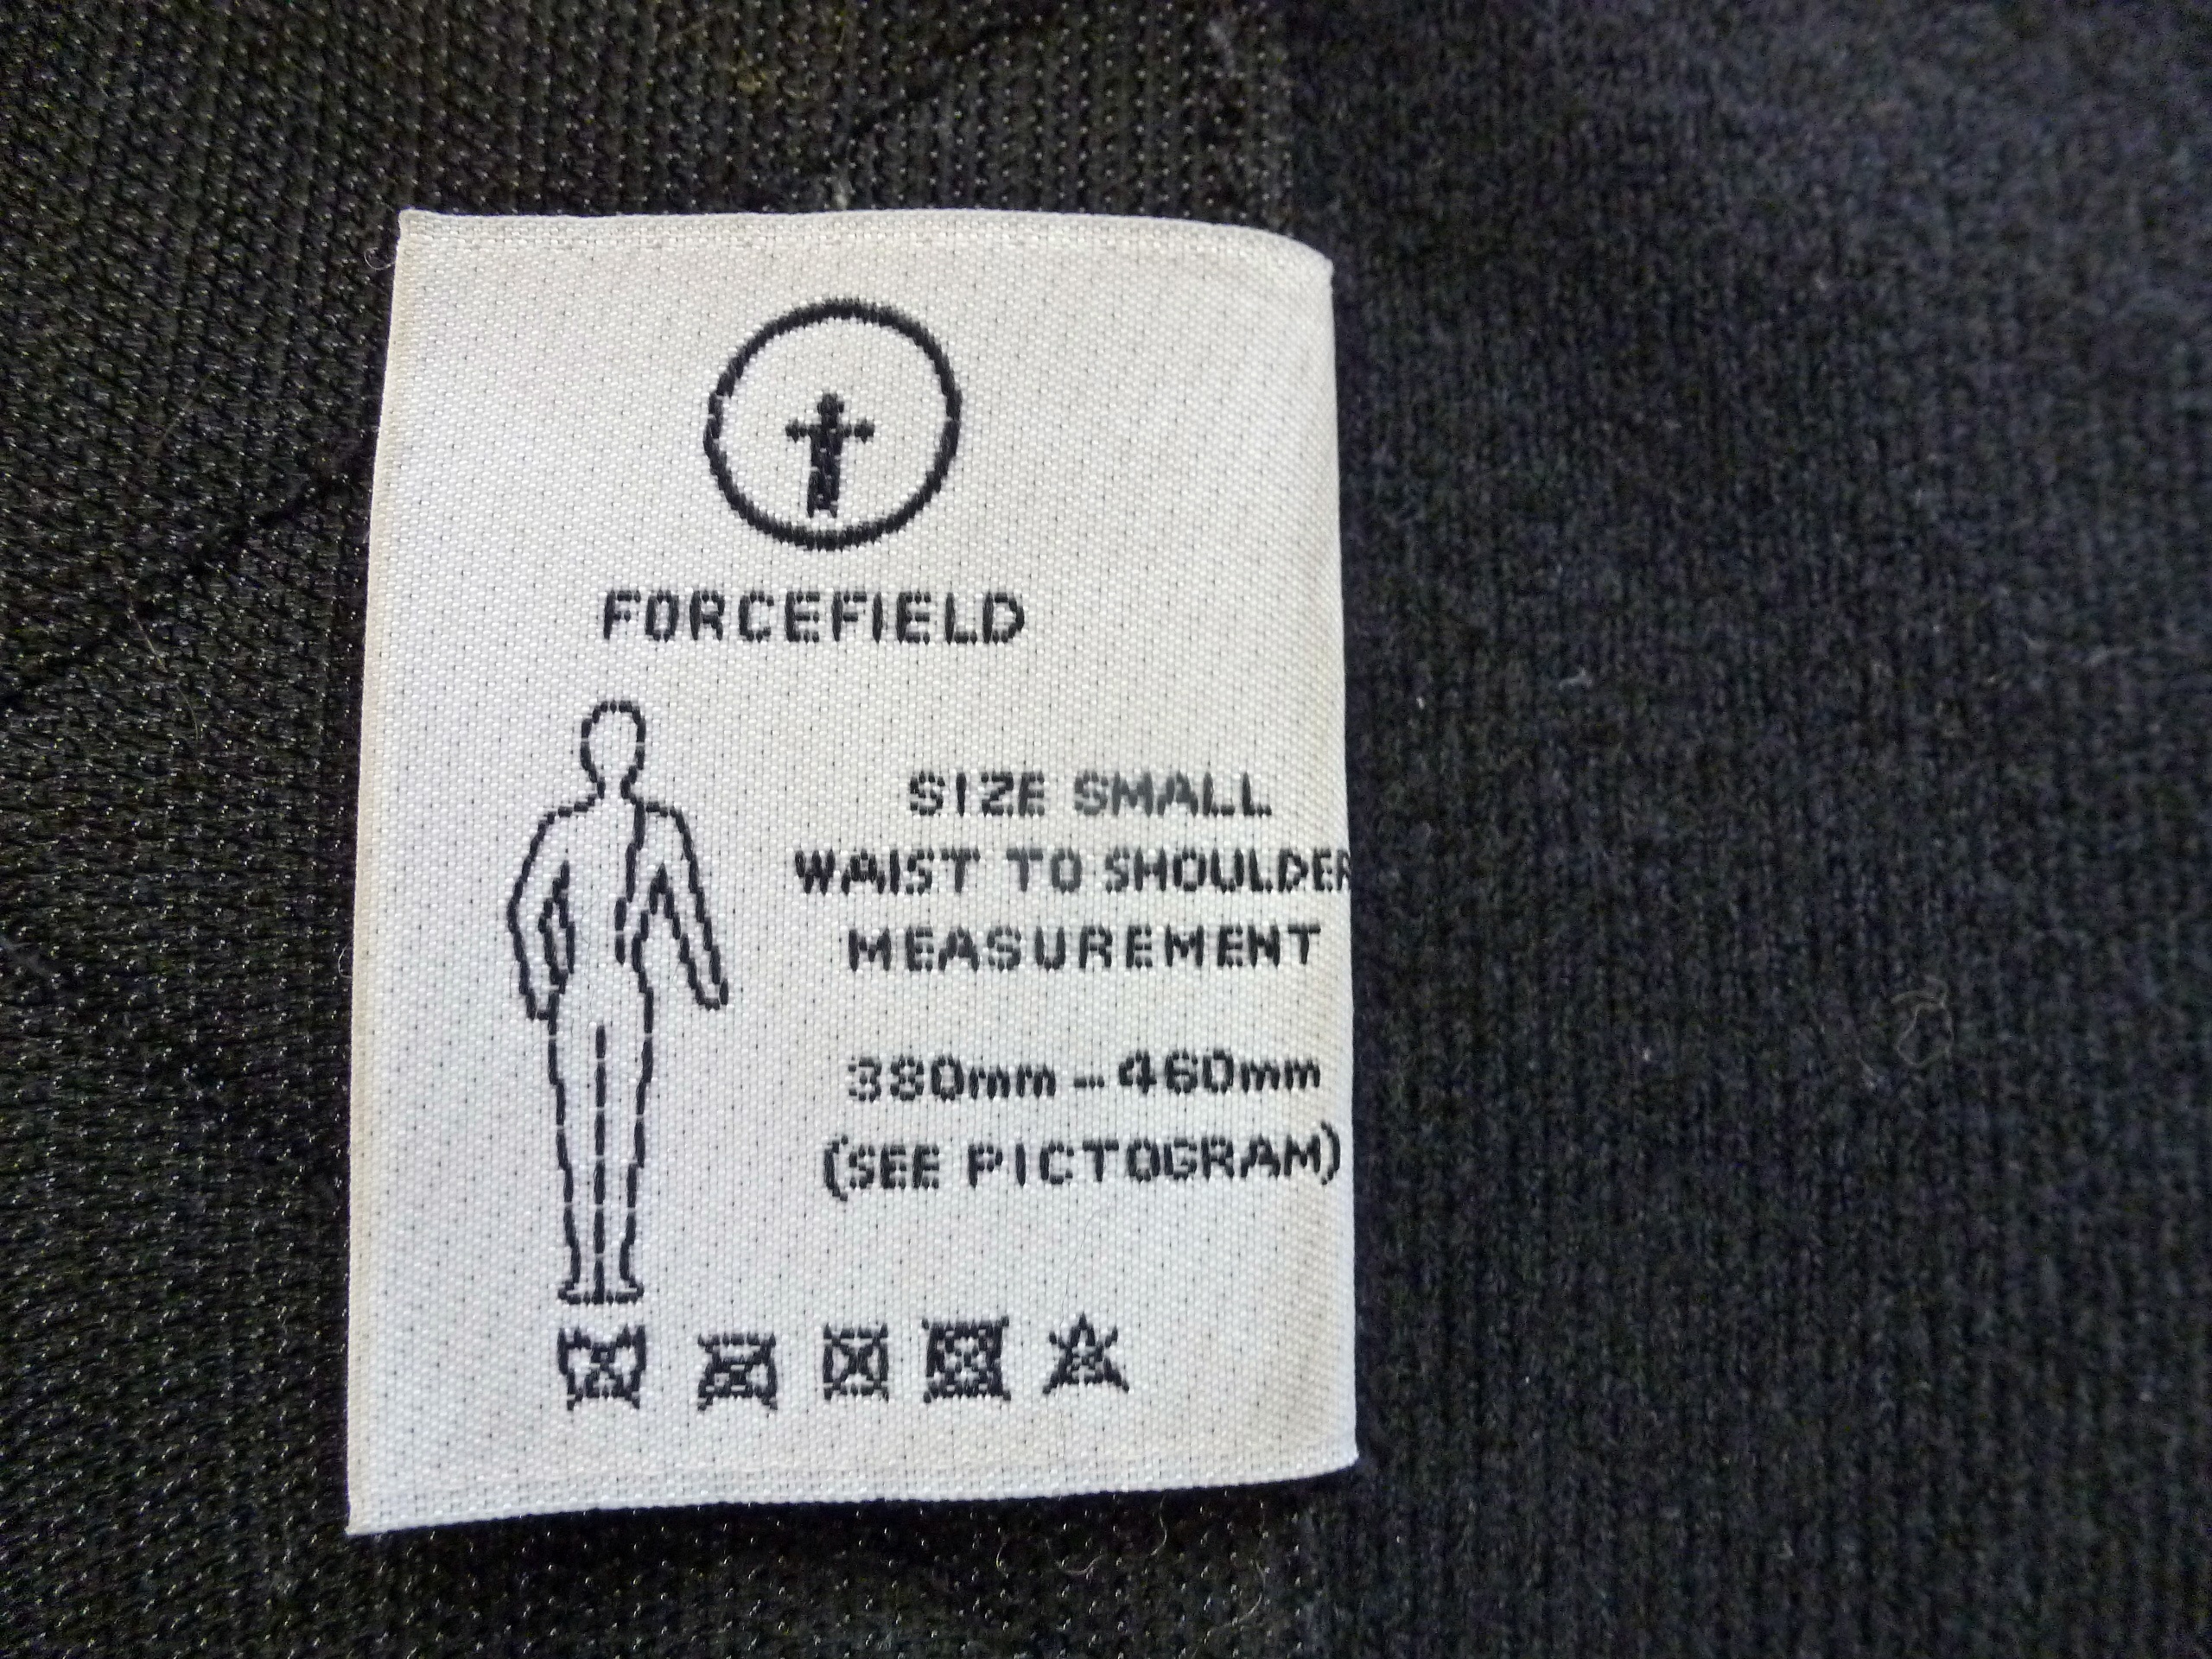 FORCEFIELD
SIZE SMALL
WAIST TO SHOULDER
MEASUREMENT
380mm - 460mm
(SEE PICTOGRAM)